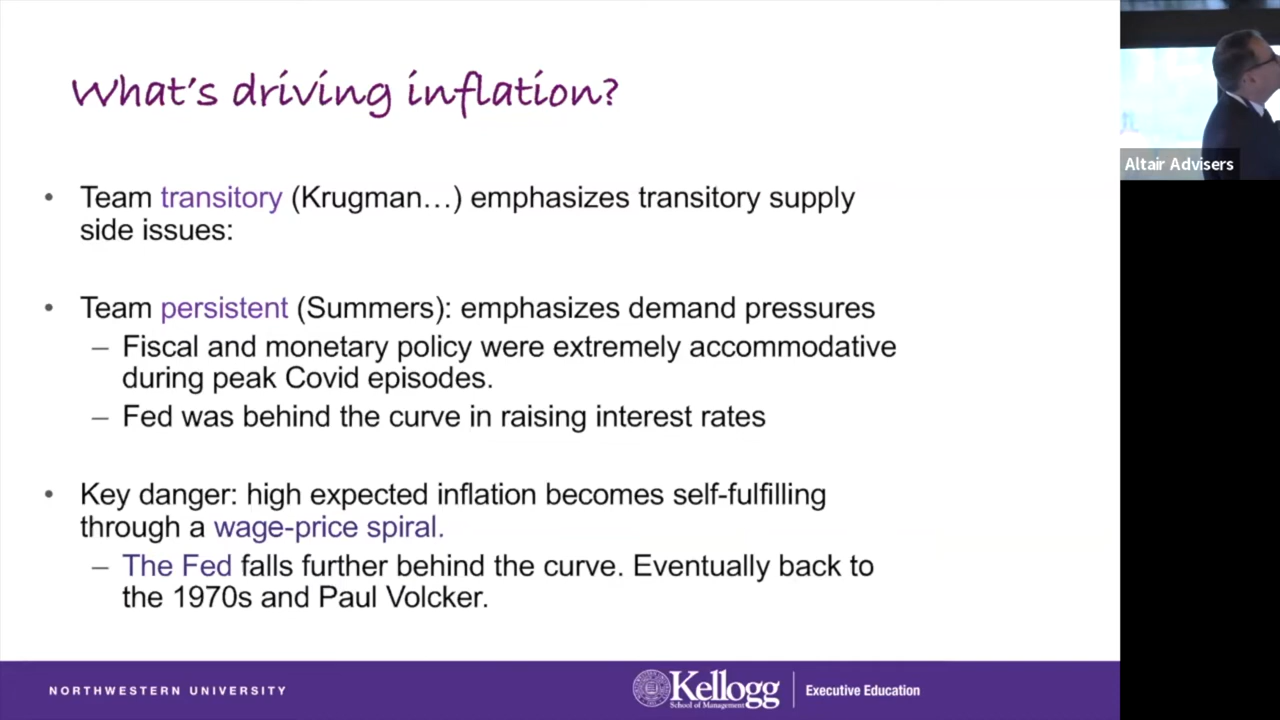 What's driving inflation?
• Team transitory (Krugman…) emphasizes transitory supply
side issues:
• Team persistent (Summers): emphasizes demand pressures
– Fiscal and monetary policy were extremely accommodative
during peak Covid episodes.
– Fed was behind the curve in raising interest rates
• Key danger: high expected inflation becomes self-fulfilling
through a wage-price spiral.
– The Fed falls further behind the curve. Eventually back to
the 1970s and Paul Volcker.
NORTHWESTERN UNIVERSITY
Kellogg
School of Management
Executive Education
Altair Advisers